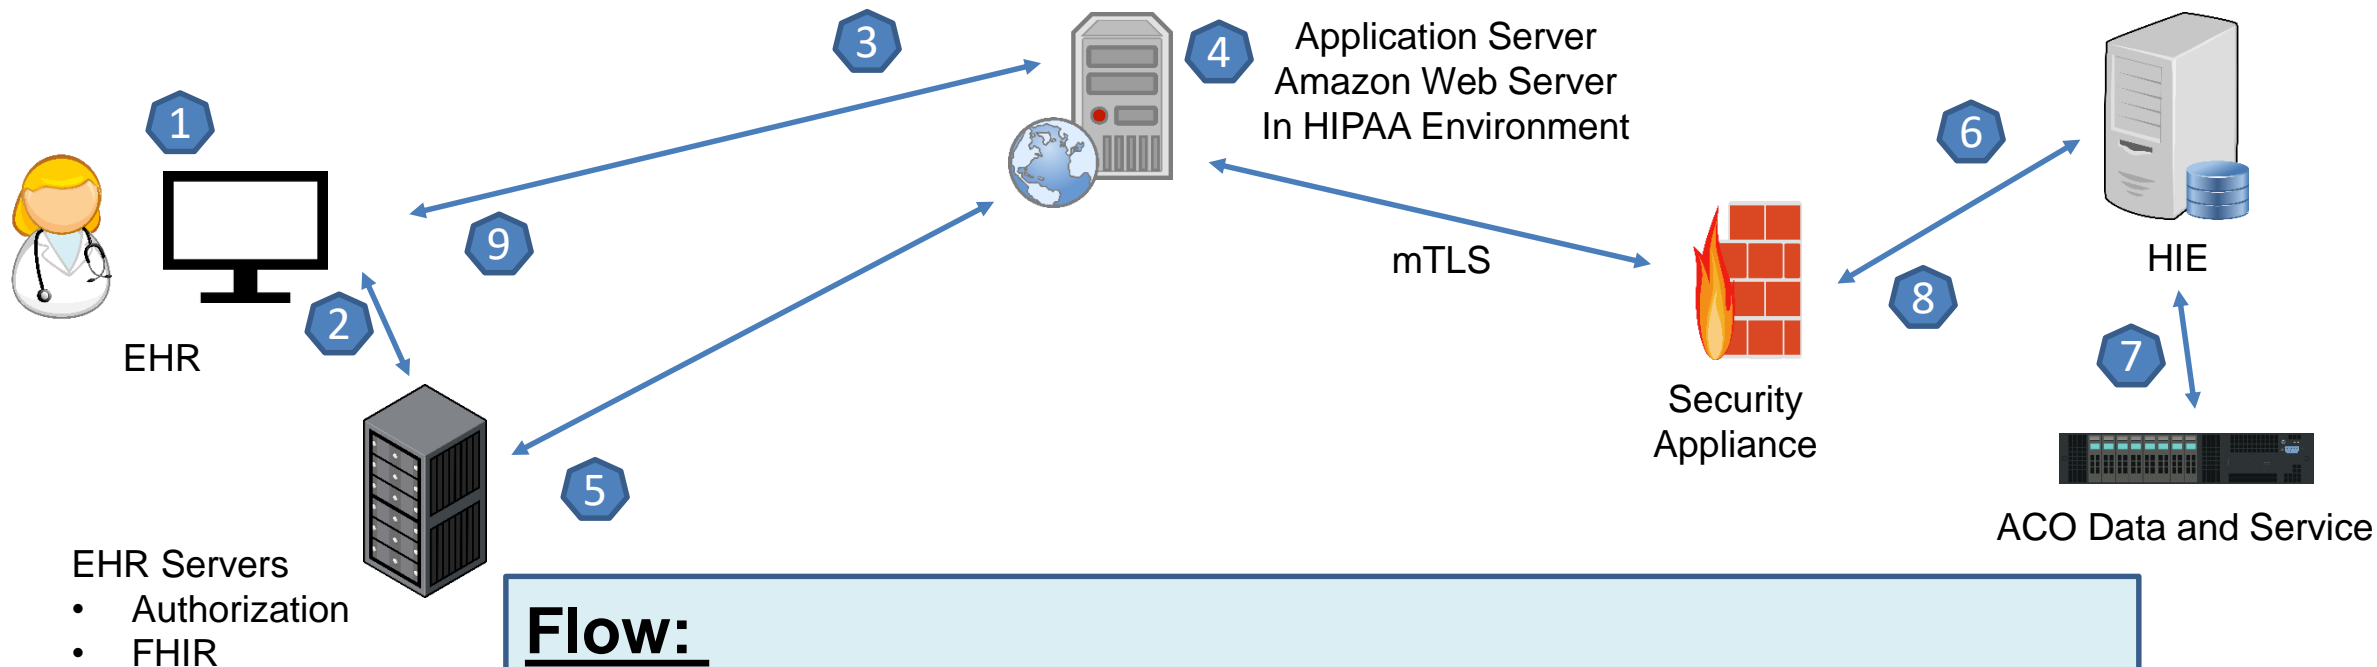 3
4
Application Server
Amazon Web Server
In HIPAA Environment
1
6
9
mTLS
HIE
2
8
EHR
7
Security
Appliance
5
ACO Data and Service
EHR Servers
• Authorization
• FHIR
Flow: